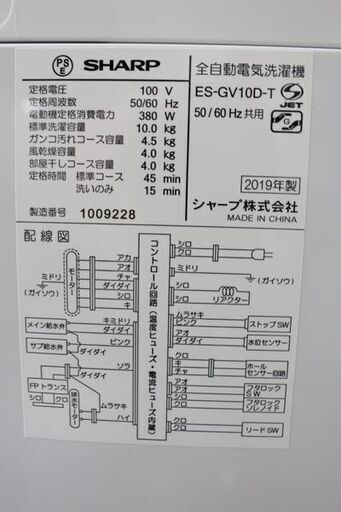 PS
E
SHARP
全自動電気洗濯機
定格電圧 100 V
ES-GV10D-T
定格周波数 50/60 Hz
電動機定格消費電力 380 W
50/60Hz共用
JET
標準洗濯容量 10.0 kg
ガンコ汚れコース容量 4.5 kg
風乾燥容量 4.0 kg
部屋干しコース容量 4.0 kg
定格時間 標準コース 45 min
洗いのみ 15 min
2019年製
製造番号 1009228
シャープ株式会社
MADE IN CHINA
配線図
ミドリ
(ガイソウ)
モーター
アカ
アオ
チャ
ダイダイ
シロ
キ
メイン給水弁
キミドリ
ダイダイ
サブ給水弁
ピンク
ダイダイ
ソラ
ダイダイ
FPトランス
シロ
クロ
シロ
クロ
排水モーター
ムラサキ
ハイ
コントロール回路(温度ヒューズ・電流ヒューズ内蔵)
シロ
クロ
ミドリ
(ガイソウ)
シロ
シロ
リアクター
ムラサキ
ピンク
ストップSW
アオ
アオ
アオ
水位センサー
クロ
キ
チャ
ホール
センサー回路
アオ
アオ
フタロック
SW
アオ
アオ
フタロック
ソレノイド
シロ
クロ
クロ
リードSW